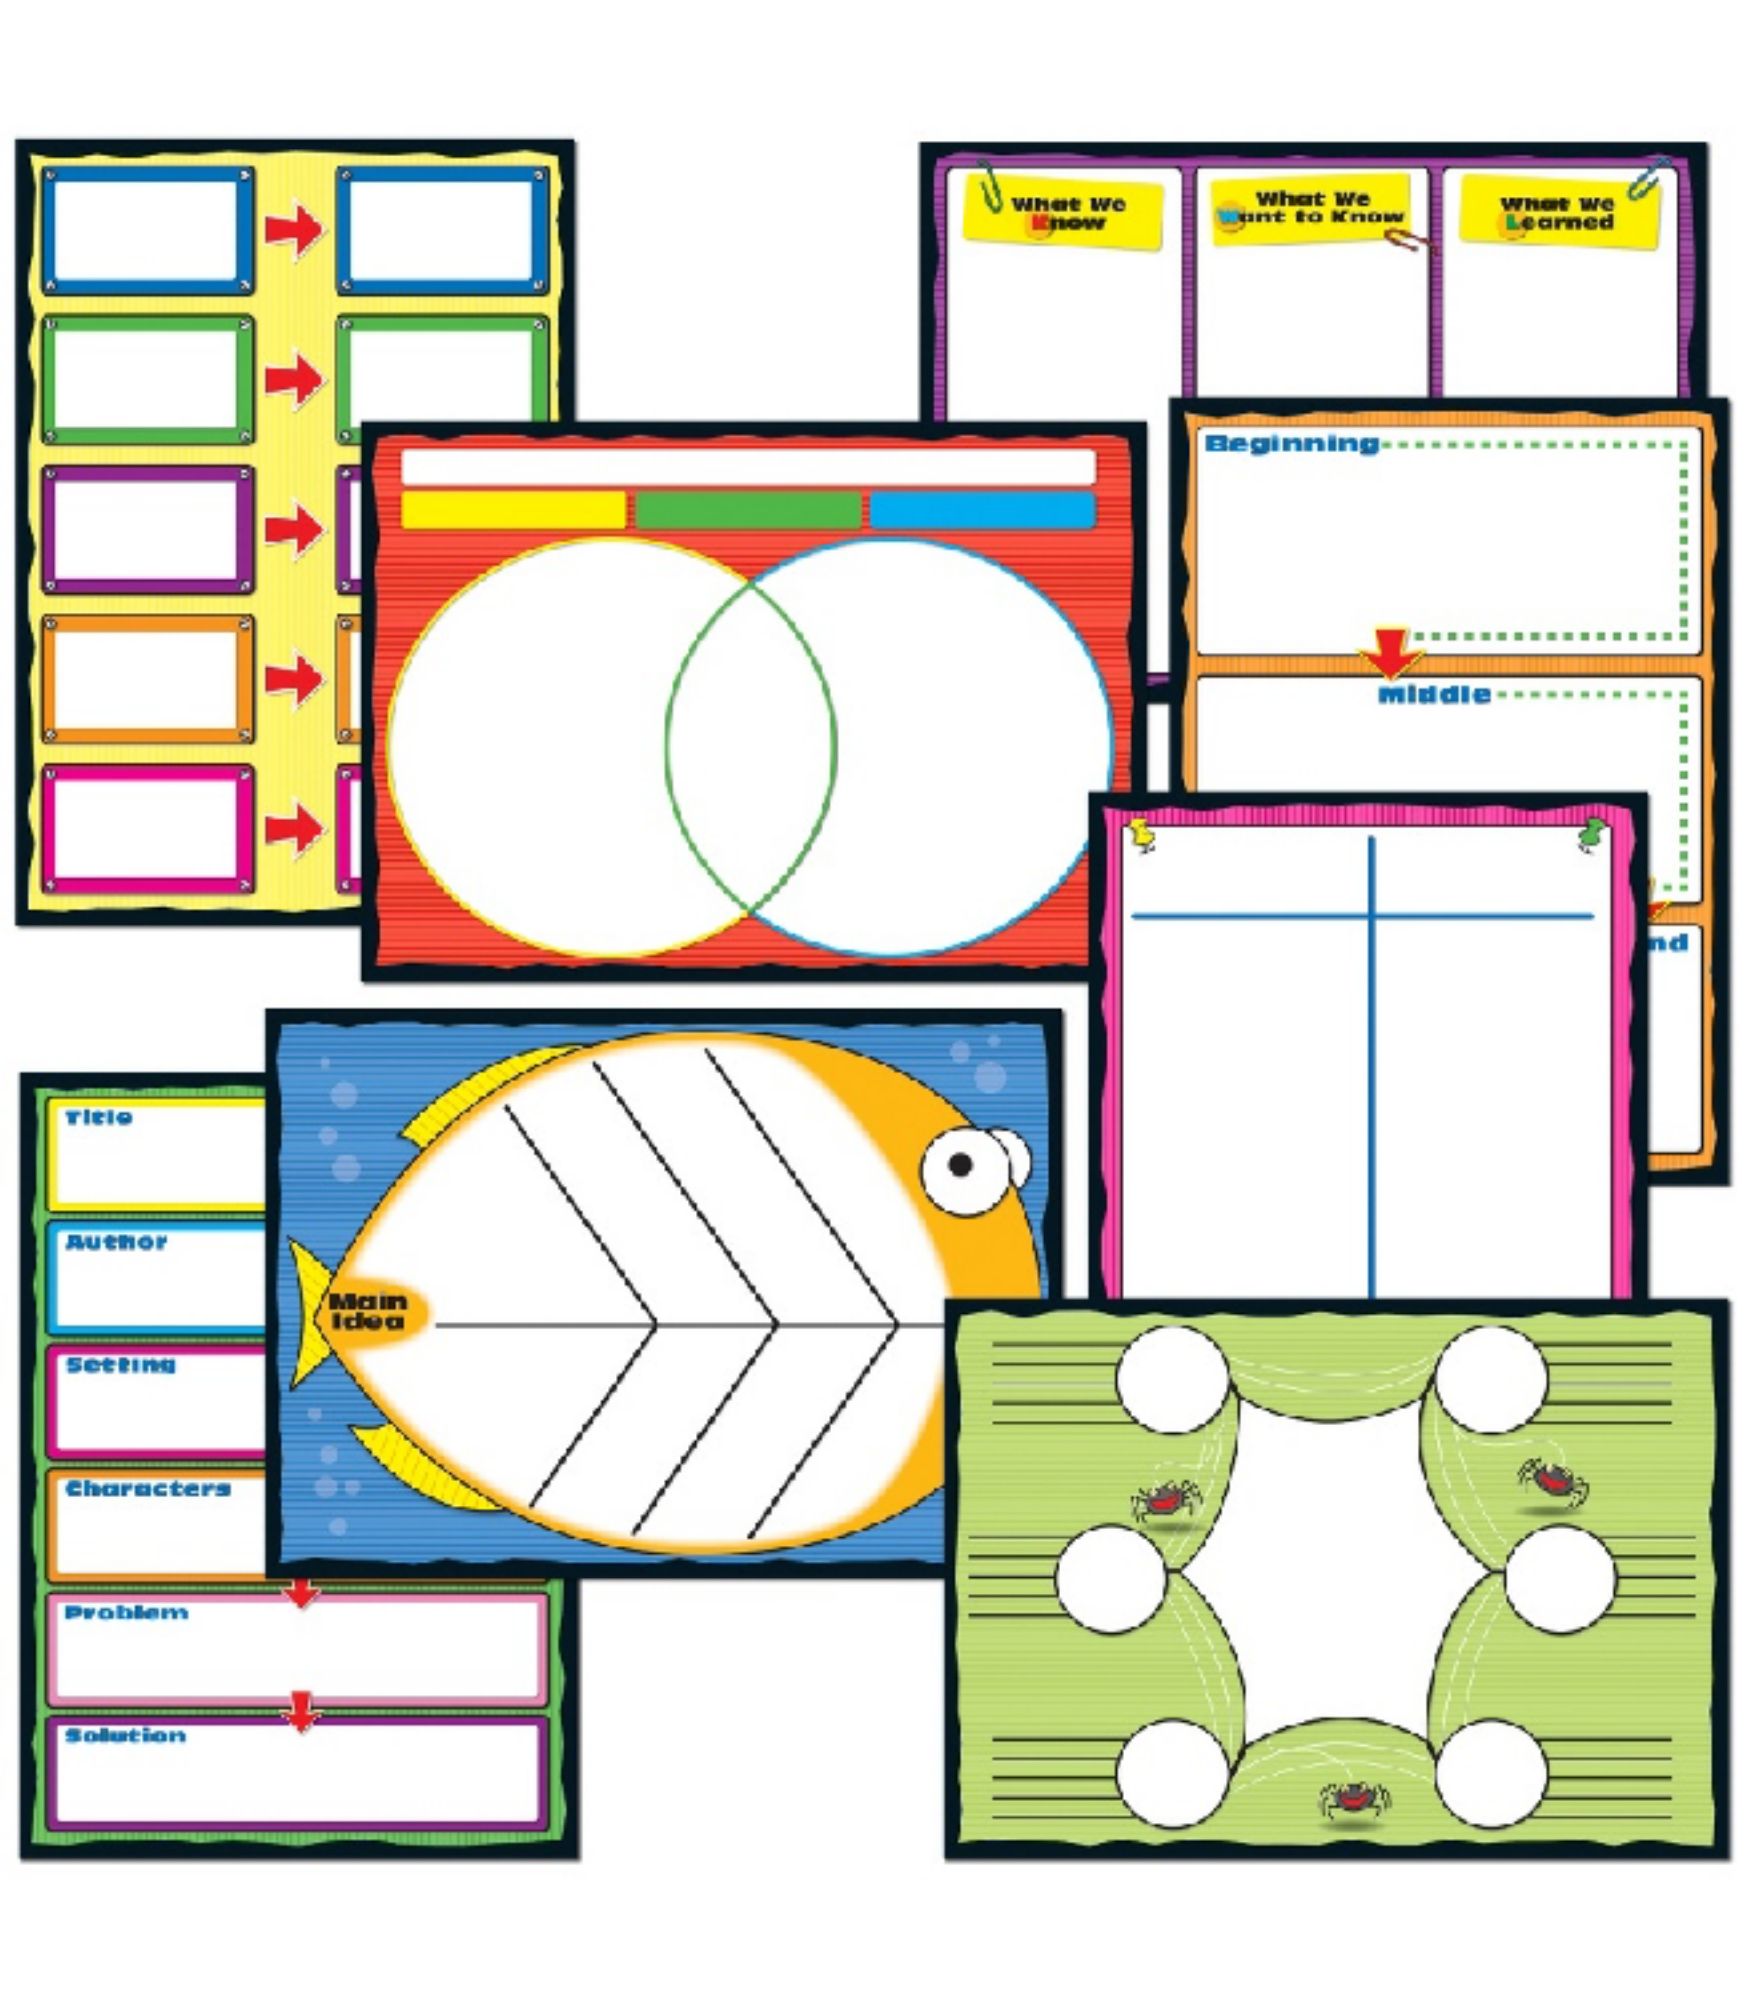 What We
Know
What We
Want to Know
What We
Learned
Beginning
Middle
nd
Title
Author
Setting
Characters
Problem
Solution
Main
Idea